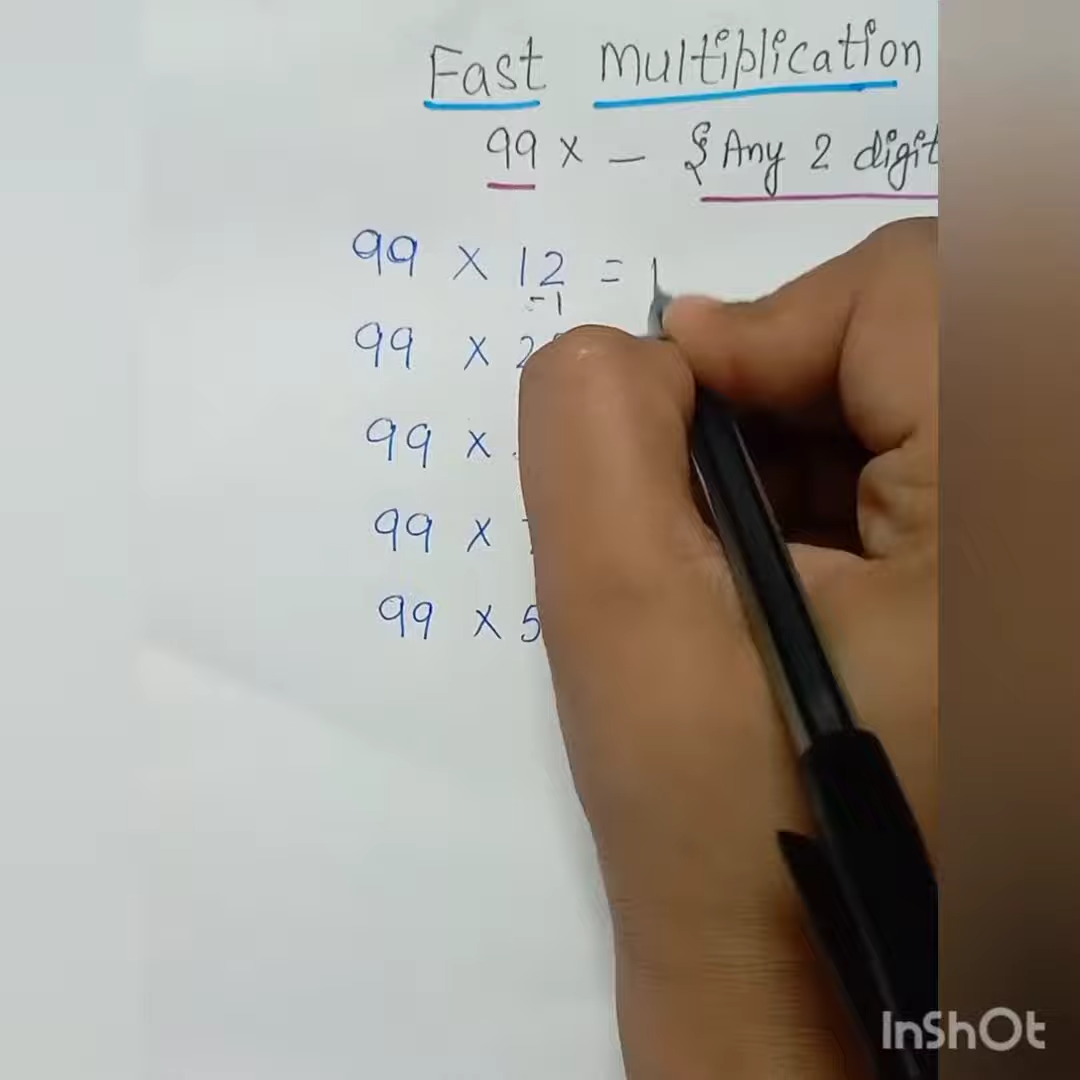 Fast Multiplication
99 × – { Any 2 digit
99 × 12 = 1
-1
99 × 2
99 ×
99 ×
99 × 5
InShOt